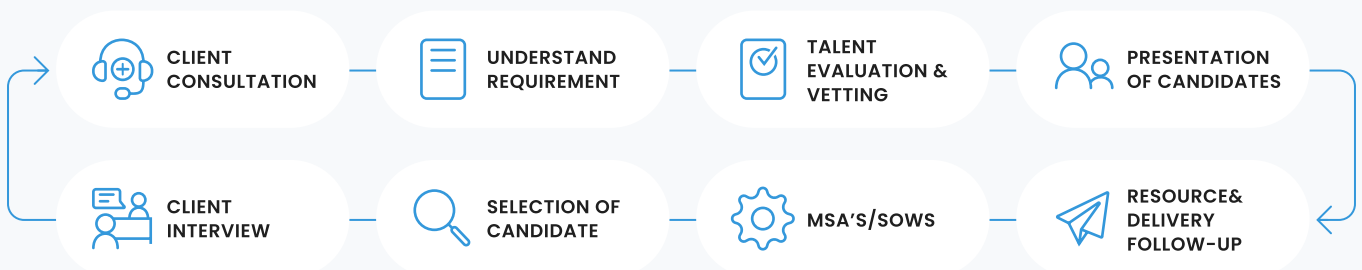 CLIENT
CONSULTATION
UNDERSTAND
REQUIREMENT
TALENT
EVALUATION &
VETTING
PRESENTATION
OF CANDIDATES
CLIENT
INTERVIEW
SELECTION OF
CANDIDATE
MSA'S/SOWS
RESOURCE&
DELIVERY
FOLLOW-UP